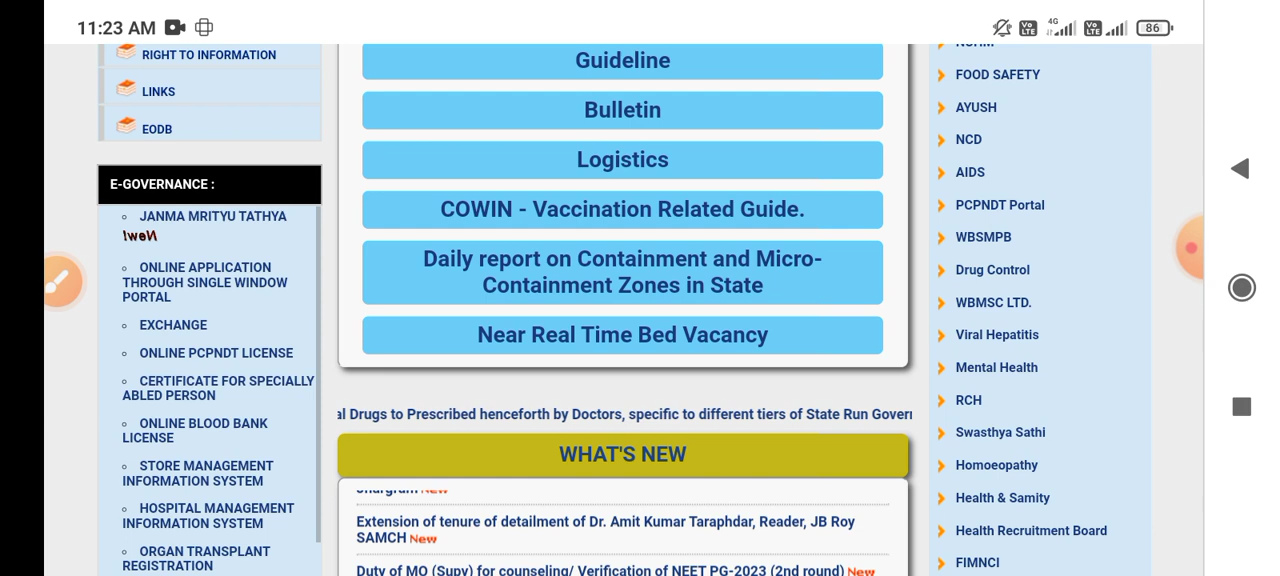 11:23 AM
4G
Vo LTE
Vo LTE
86
RIGHT TO INFORMATION
LINKS
EODB
E-GOVERNANCE :
JANMA MRITYU TATHYA
New!
ONLINE APPLICATION
THROUGH SINGLE WINDOW
PORTAL
EXCHANGE
ONLINE PCPNDT LICENSE
CERTIFICATE FOR SPECIALLY
ABLED PERSON
ONLINE BLOOD BANK
LICENSE
STORE MANAGEMENT
INFORMATION SYSTEM
HOSPITAL MANAGEMENT
INFORMATION SYSTEM
ORGAN TRANSPLANT
REGISTRATION
Guideline
Bulletin
Logistics
COWIN - Vaccination Related Guide.
Daily report on Containment and Micro-
Containment Zones in State
Near Real Time Bed Vacancy
al Drugs to Prescribed henceforth by Doctors, specific to different tiers of State Run
WHAT'S NEW
New
Extension of tenure of detailment of Dr. Amit Kumar Taraphdar, Reader, JB Roy
SAMCH New
Duty of MO (Supy) for counseling/ Verification of NEET PG-2023 (2nd round) New
FOOD SAFETY
AYUSH
NCD
AIDS
PCPNDT Portal
WBSMPB
Drug Control
WBMSC LTD.
Viral Hepatitis
Mental Health
RCH
Swasthya Sathi
Homoeopathy
Health & Samity
Health Recruitment Board
FIMNCI